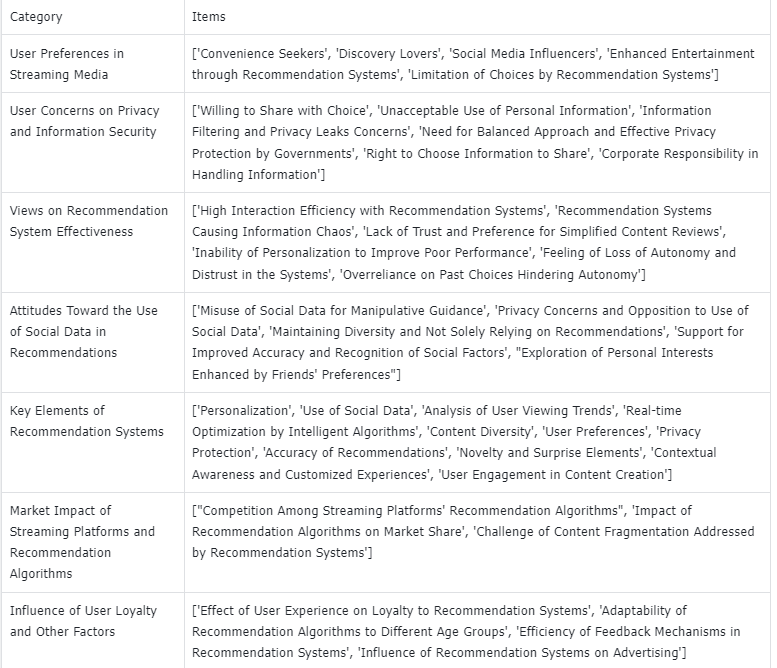 Category
Items
User Preferences in
Streaming Media
['Convenience Seekers', 'Discovery Lovers', 'Social Media Influencers', 'Enhanced Entertainment
through Recommendation Systems', 'Limitation of Choices by Recommendation Systems']
User Concerns on Privacy
and Information Security
['Willing to Share with Choice', 'Unacceptable Use of Personal Information', 'Information
Filtering and Privacy Leaks Concerns', 'Need for Balanced Approach and Effective Privacy
Protection by Governments', 'Right to Choose Information to Share', 'Corporate Responsibility in
Handling Information']
Views on Recommendation
System Effectiveness
['High Interaction Efficiency with Recommendation Systems', 'Recommendation Systems
Causing Information Chaos', 'Lack of Trust and Preference for Simplified Content Reviews',
'Inability of Personalization to Improve Poor Performance', 'Feeling of Loss of Autonomy and
Distrust in the Systems', 'Overreliance on Past Choices Hindering Autonomy']
Attitudes Toward the Use
of Social Data in
Recommendations
['Misuse of Social Data for Manipulative Guidance', 'Privacy Concerns and Opposition to Use of
Social Data', 'Maintaining Diversity and Not Solely Relying on Recommendations', 'Support for
Improved Accuracy and Recognition of Social Factors', "Exploration of Personal Interests
Enhanced by Friends' Preferences"]
Key Elements of
Recommendation Systems
['Personalization', 'Use of Social Data', 'Analysis of User Viewing Trends', 'Real-time
Optimization by Intelligent Algorithms', 'Content Diversity', 'User Preferences', 'Privacy
Protection', 'Accuracy of Recommendations', 'Novelty and Surprise Elements', 'Contextual
Awareness and Customized Experiences', 'User Engagement in Content Creation']
Market Impact of
Streaming Platforms and
Recommendation
Algorithms
["Competition Among Streaming Platforms' Recommendation Algorithms", 'Impact of
Recommendation Algorithms on Market Share', 'Challenge of Content Fragmentation Addressed
by Recommendation Systems']
Influence of User Loyalty
and Other Factors
['Effect of User Experience on Loyalty to Recommendation Systems', 'Adaptability of
Recommendation Algorithms to Different Age Groups', 'Efficiency of Feedback Mechanisms in
Recommendation Systems', 'Influence of Recommendation Systems on Advertising']